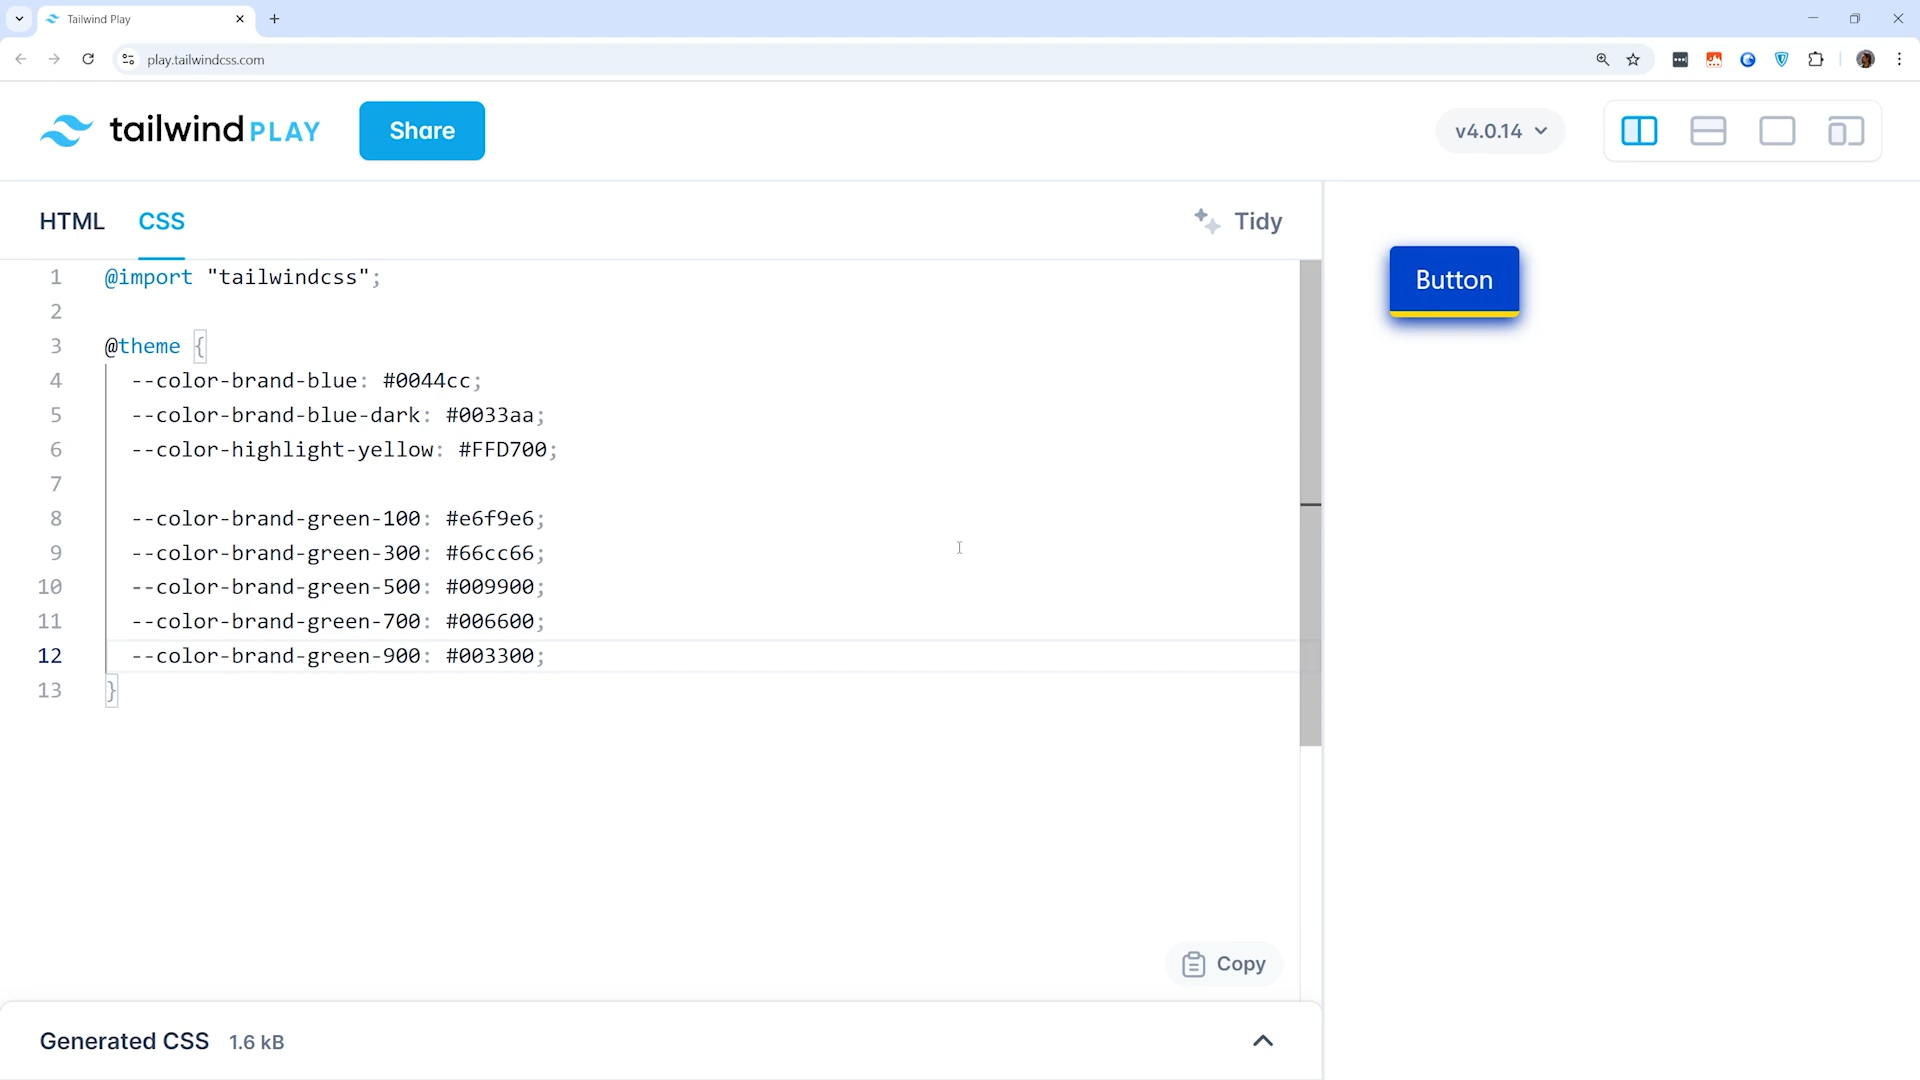 Tailwind Play
play.tailwindcss.com
tailwind PLAY
Share
v4.0.14
HTML
CSS
Tidy
1 @import "tailwindcss";
2
3 @theme {
4 --color-brand-blue: #0044cc;
5 --color-brand-blue-dark: #0033aa;
6 --color-highlight-yellow: #FFD700;
7
8 --color-brand-green-100: #e6f9e6;
9 --color-brand-green-300: #66cc66;
10 --color-brand-green-500: #009900;
11 --color-brand-green-700: #006600;
12 --color-brand-green-900: #003300;
13 }
Button
Copy
Generated CSS 1.6 kB